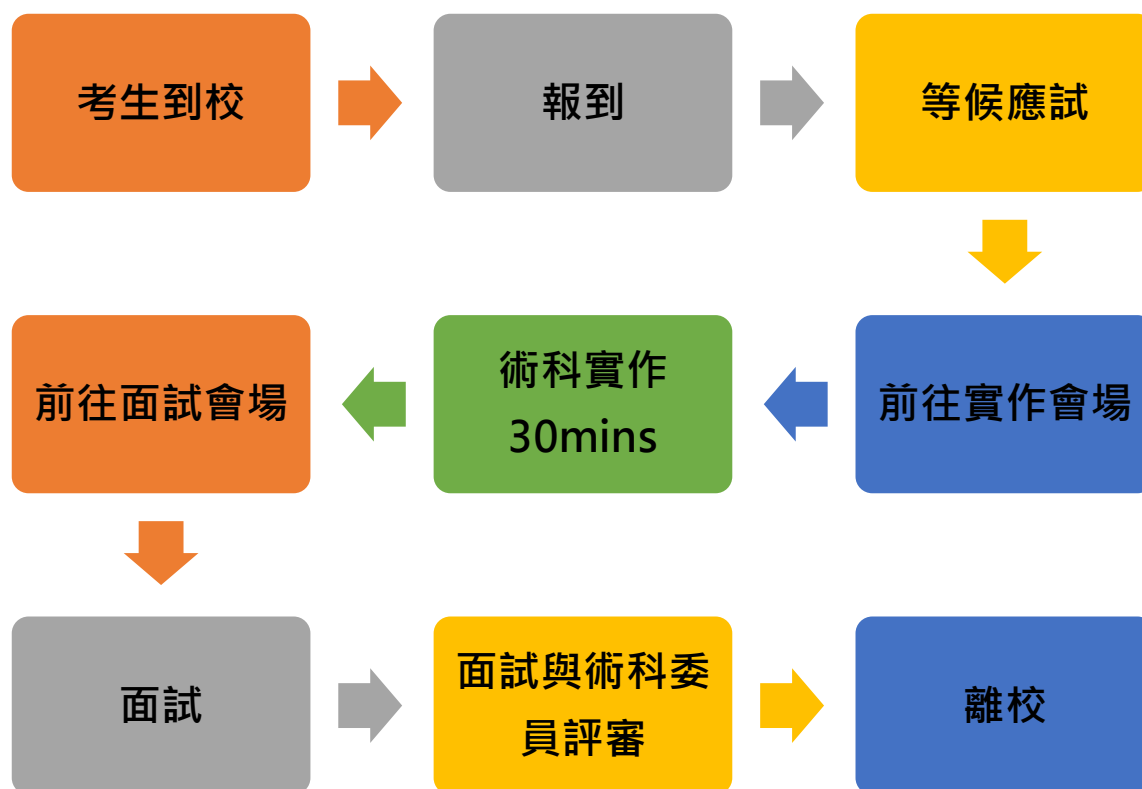 考生到校
報到
等候應試
前往實作會場
術科實作
30mins
前往面試會場
面試
面試與術科委
員評審
離校